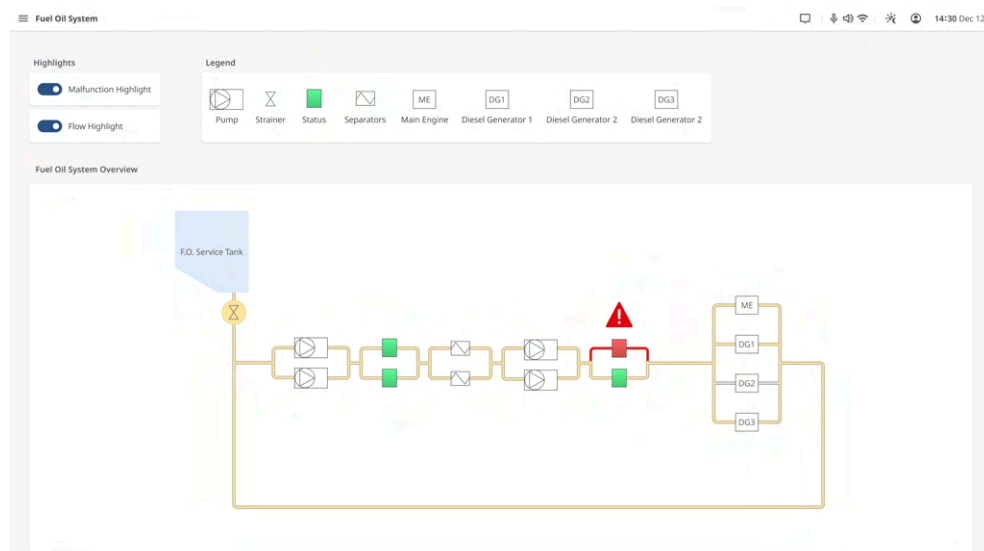 Fuel Oil System
14:30 Dec 12
Highlights
Malfunction Highlight
Flow Highlight
Legend
ME
DG1
DG2
DG3
Pump
Strainer
Status
Separators
Main Engine
Diesel Generator 1
Diesel Generator 2
Diesel Generator 2
Fuel Oil System Overview
F.O. Service Tank
ME
DG1
DG2
DG3